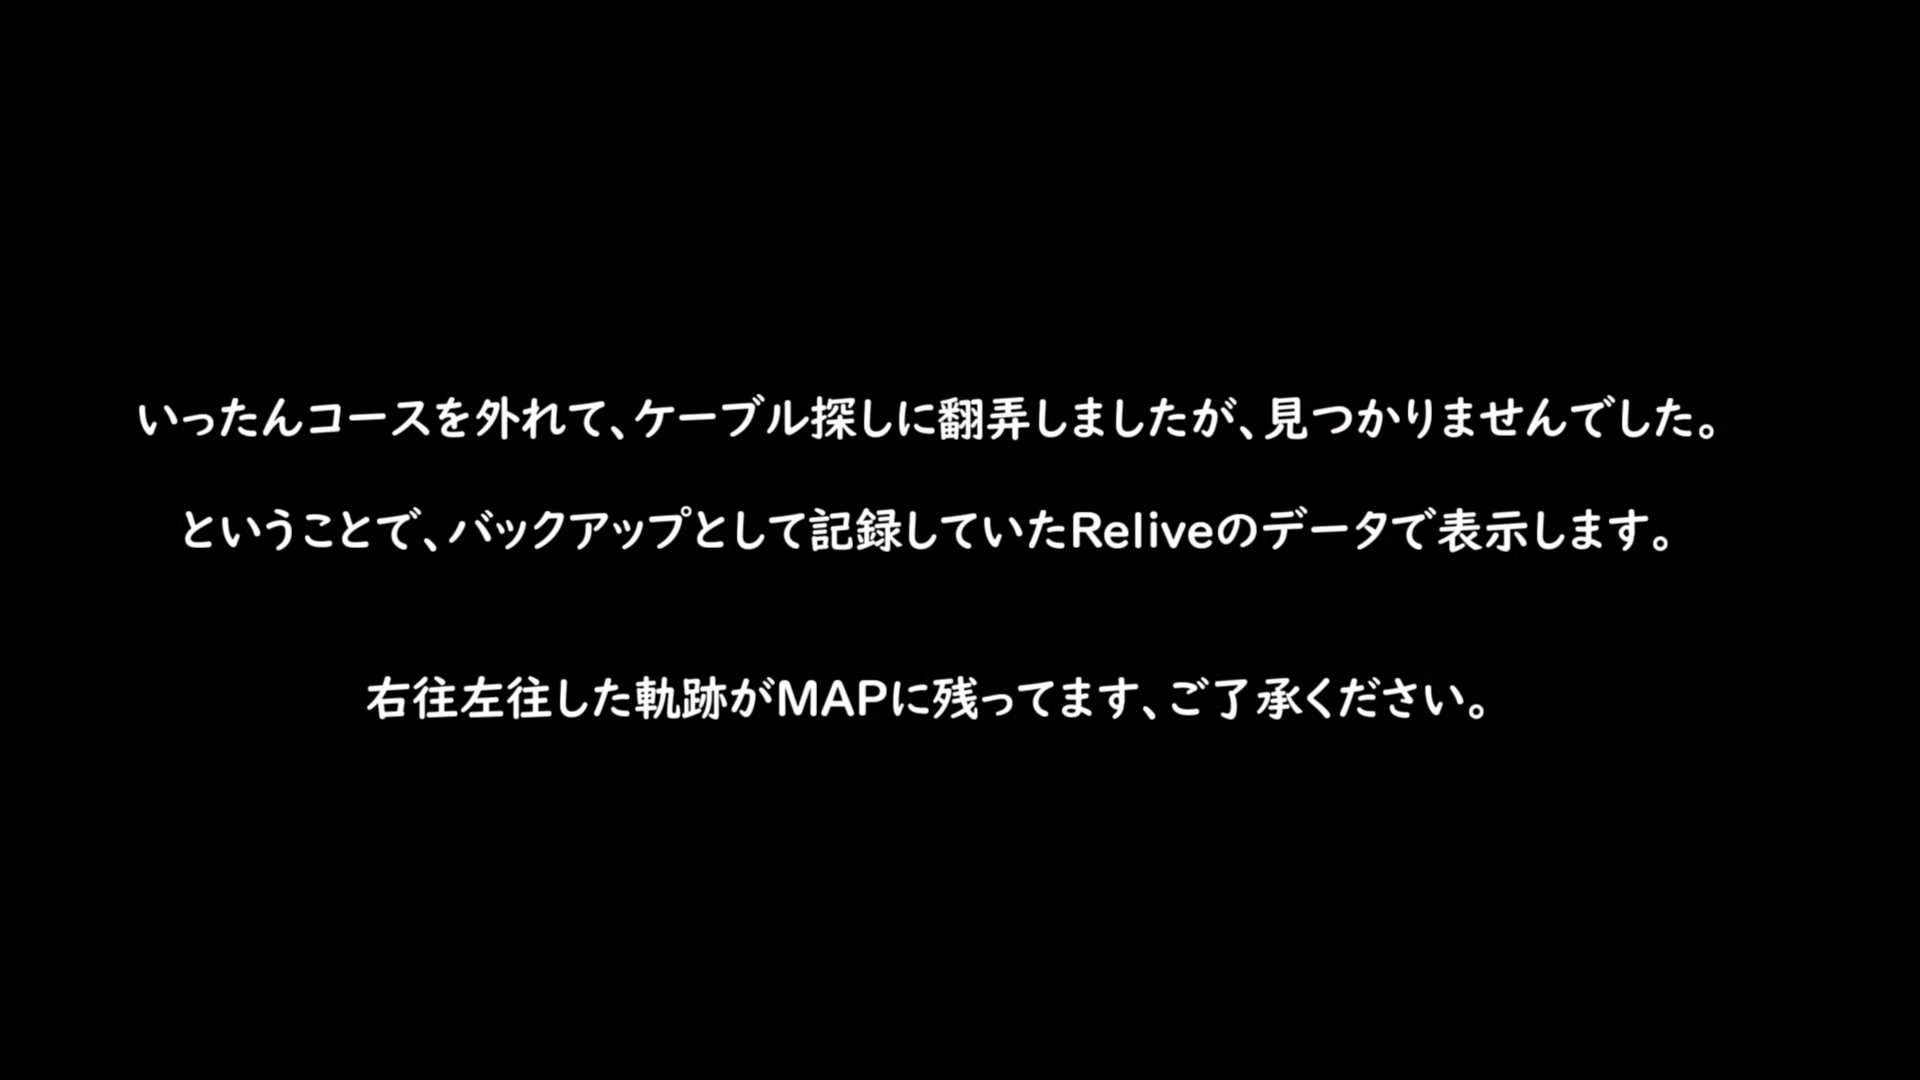 いったんコースを外れて、ケーブル探しに翻弄しましたが、見つかりませんでした。
ということで、バックアップとして記録していたReliveのデータで表示します。
右往左往した軌跡がMAPに残ってます、ご了承ください。